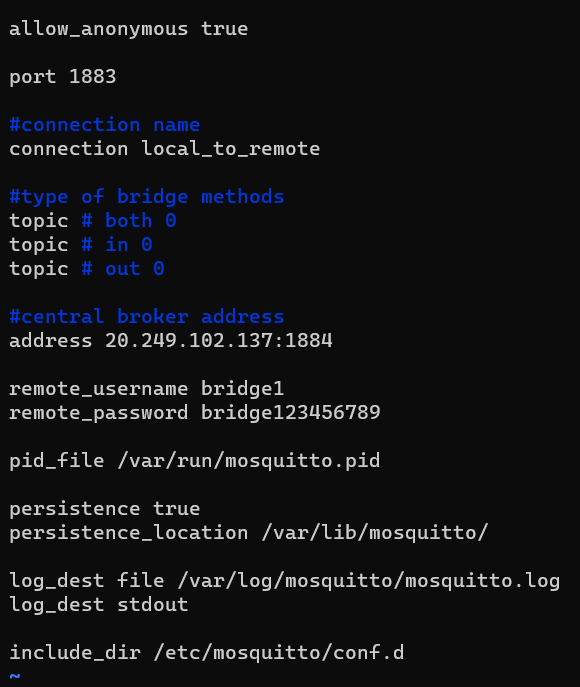 allow_anonymous true
port 1883
#connection name
connection local_to_remote
#type of bridge methods
topic # both 0
topic # in 0
topic # out 0
#central broker address
address 20.249.102.137:1884
remote_username bridge1
remote_password bridge123456789
pid_file /var/run/mosquitto.pid
persistence true
persistence_location /var/lib/mosquitto/
log_dest file /var/log/mosquitto/mosquitto.log
log_dest stdout
include_dir /etc/mosquitto/conf.d
~